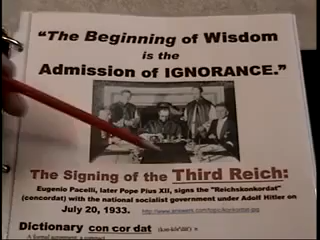 “The Beginning of Wisdom
is the
Admission of IGNORANCE.”
The Signing of the Third Reich:
Eugenio Pacelli, later Pope Pius XII, signs the "Reichskonkordat"
(concordat) with the national socialist government under Adolf Hitler on
July 20, 1933.
Dictionary con cor dat